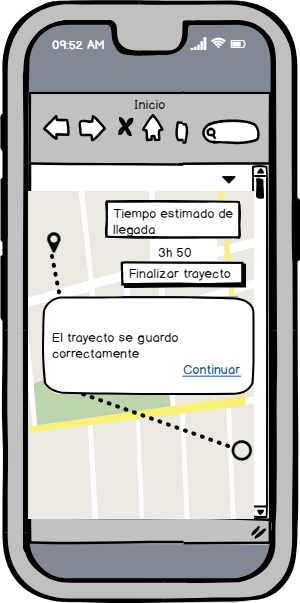 09:52 AM
Inicio
Tiempo estimado de
llegada
3h 50
Finalizar trayecto
El trayecto se guardo
correctamente
Continuar